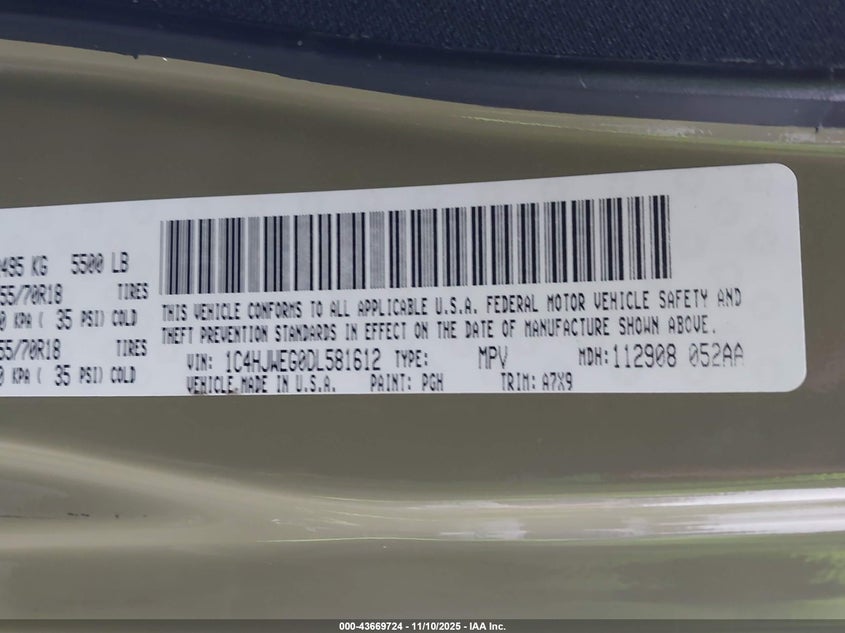 495 KG 5500 LB
55/70R18 TIRES
0 KPA ( 35 PSI) COLD
55/70R18 TIRES
0 KPA ( 35 PSI) COLD
THIS VEHICLE CONFORMS TO ALL APPLICABLE U.S.A. FEDERAL MOTOR VEHICLE SAFETY AND
THEFT PREVENTION STANDARDS IN EFFECT ON THE DATE OF MANUFACTURE SHOWN ABOVE.
VIN: 1C4HJWEG0DL581612 TYPE: MPV MDH: 112908 052AA
VEHICLE MADE IN U.S.A. PAINT: PGH TRIM: A7X9
000-43669724 - 11/10/2025 - IAA Inc.